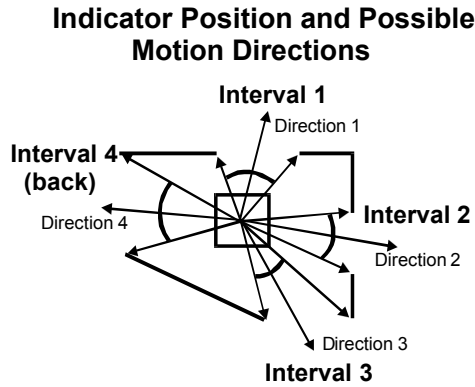 Indicator Position and Possible
Motion Directions
Interval 1
Direction 1
Interval 4
(back)
Direction 4
Interval 2
Direction 2
Direction 3
Interval 3